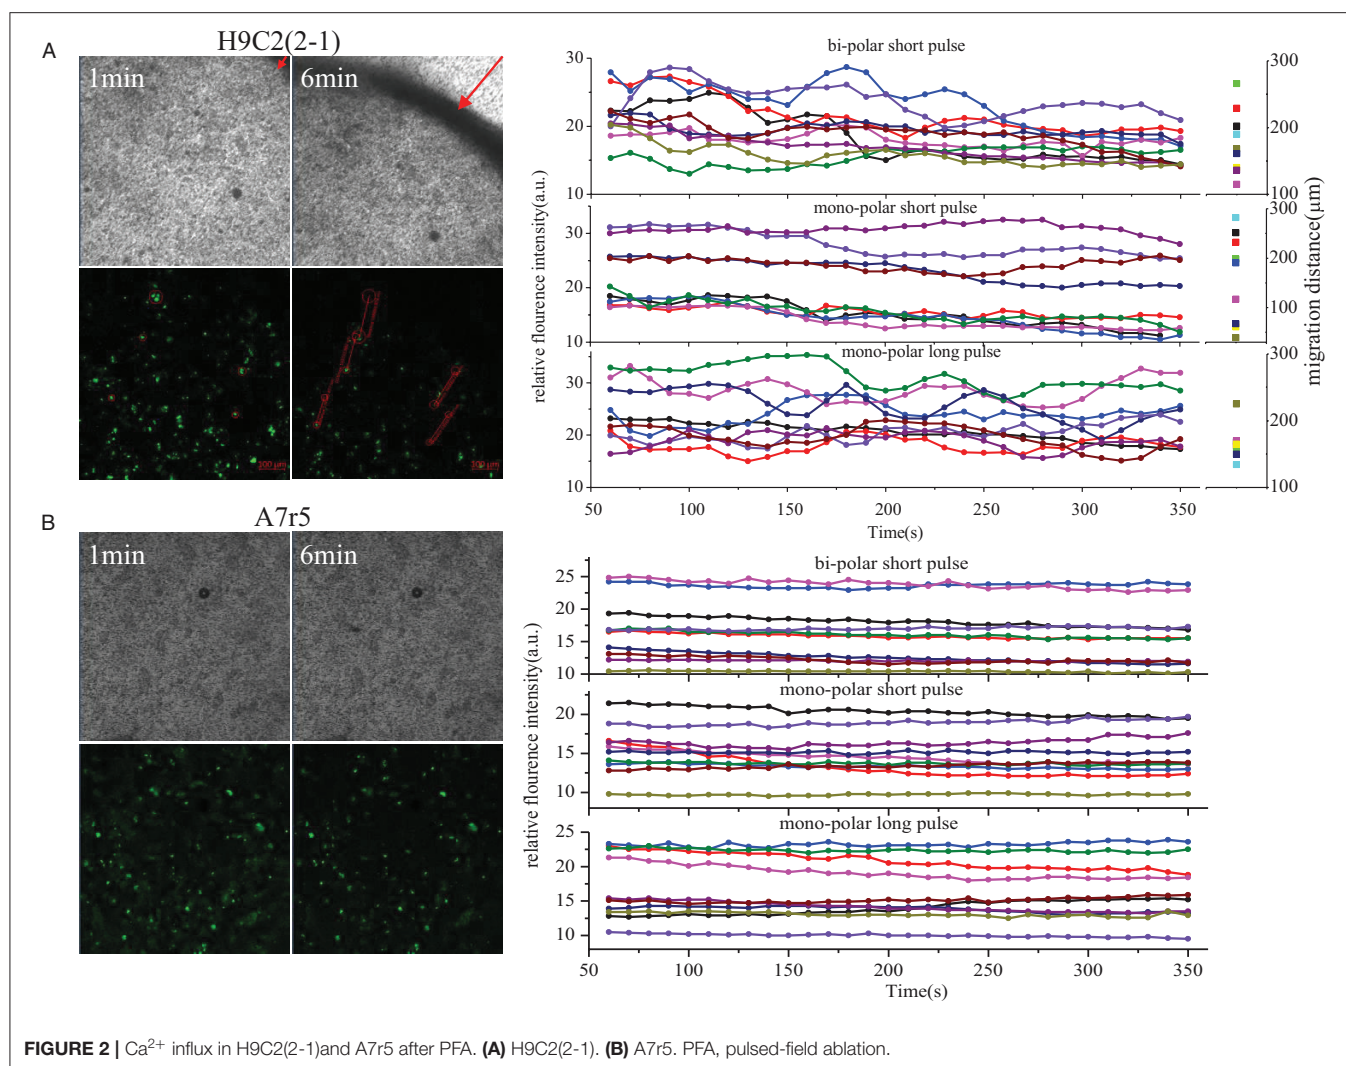 A
H9C2(2-1)
1min
6min
100 μm
100 μm
relative flourence intensity(a.u.)
bi-polar short pulse
30
20
10
mono-polar short pulse
30
20
10
mono-polar long pulse
30
20
10
50
100
150
200
250
300
350
Time(s)
300
200
100
300
200
100
300
200
100
migration distance(μm)
B
A7r5
1min
6min
relative flourence intensity(a.u.)
bi-polar short pulse
25
20
15
10
mono-polar short pulse
20
15
10
mono-polar long pulse
25
20
15
10
50
100
150
200
250
300
350
Time(s)
FIGURE 2 | Ca²⁺ influx in H9C2(2-1)and A7r5 after PFA. (A) H9C2(2-1). (B) A7r5. PFA, pulsed-field ablation.